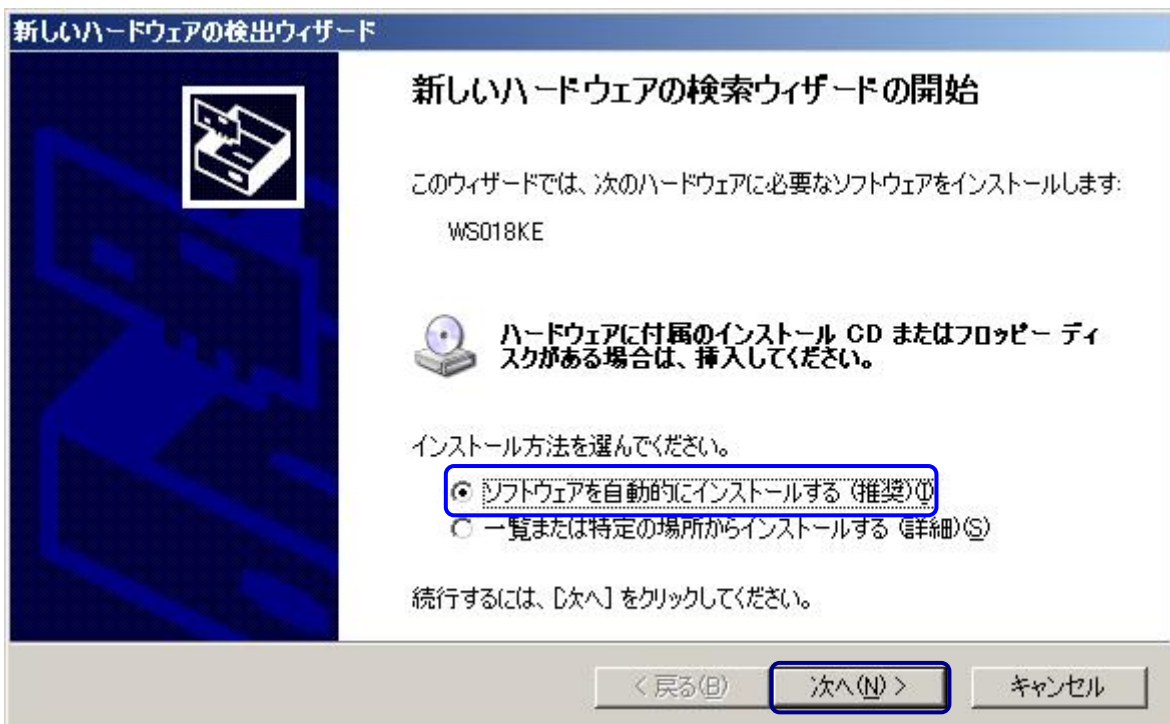 新しいハードウェアの検出ウィザード
新しいハードウェアの検索ウィザードの開始
このウィザードでは、次のハードウェアに必要なソフトウェアをインストールします:
WS018KE
ハードウェアに付属のインストール CD またはフロッピー ディ
スクがある場合は、挿入してください。
インストール方法を選んでください。
ソフトウェアを自動的にインストールする (推奨)(I)
一覧または特定の場所からインストールする (詳細)(S)
続行するには、[次へ] をクリックしてください。
< 戻る(B) 次へ(N) > キャンセル